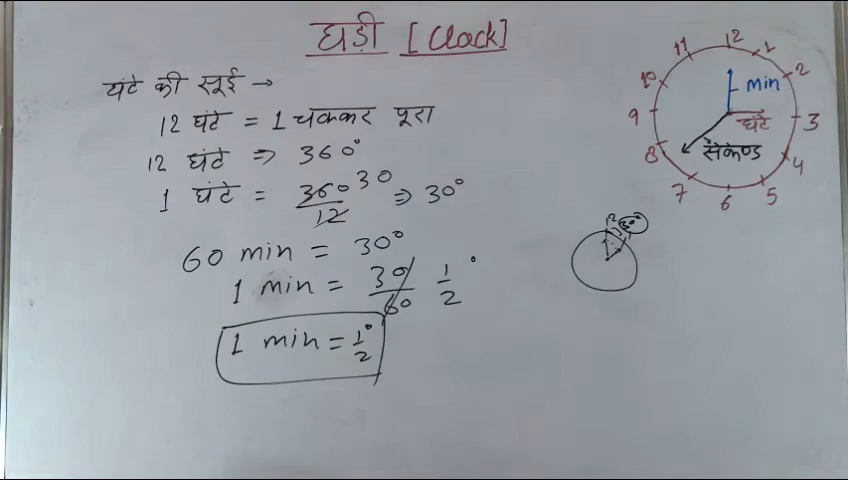 घड़ी [Clock]
घंटे की सूई →
12 घंटे = 1 चक्कर पूरा
12 घंटे ⇒ 360°
1 घंटे = 360/12 30 ⇒ 30°
60 min = 30°
1 min = 30/60 1/2°
1 min = 1/2°
12
1
2
3
4
5
6
7
8
9
10
11
min
घंटे
सेकेण्ड
12